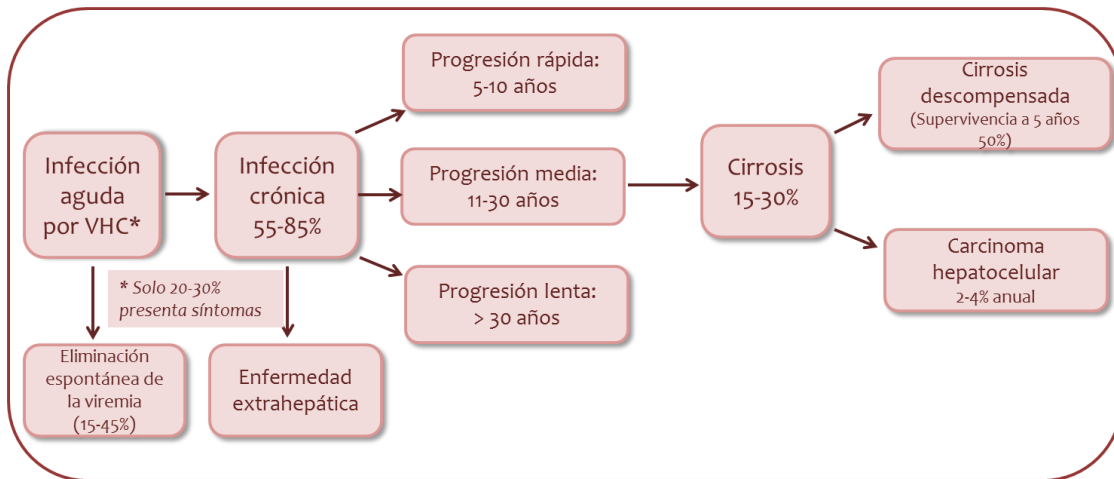 Infección
aguda
por VHC*
Infección
crónica
55-85%
Progresión rápida:
5-10 años
Progresión media:
11-30 años
Progresión lenta:
> 30 años
Cirrosis
15-30%
Cirrosis
descompensada
(Supervivencia a 5 años
50%)
Carcinoma
hepatocelular
2-4% anual
* Solo 20-30%
presenta síntomas
Eliminación
espontánea de
la viremia
(15-45%)
Enfermedad
extrahepática